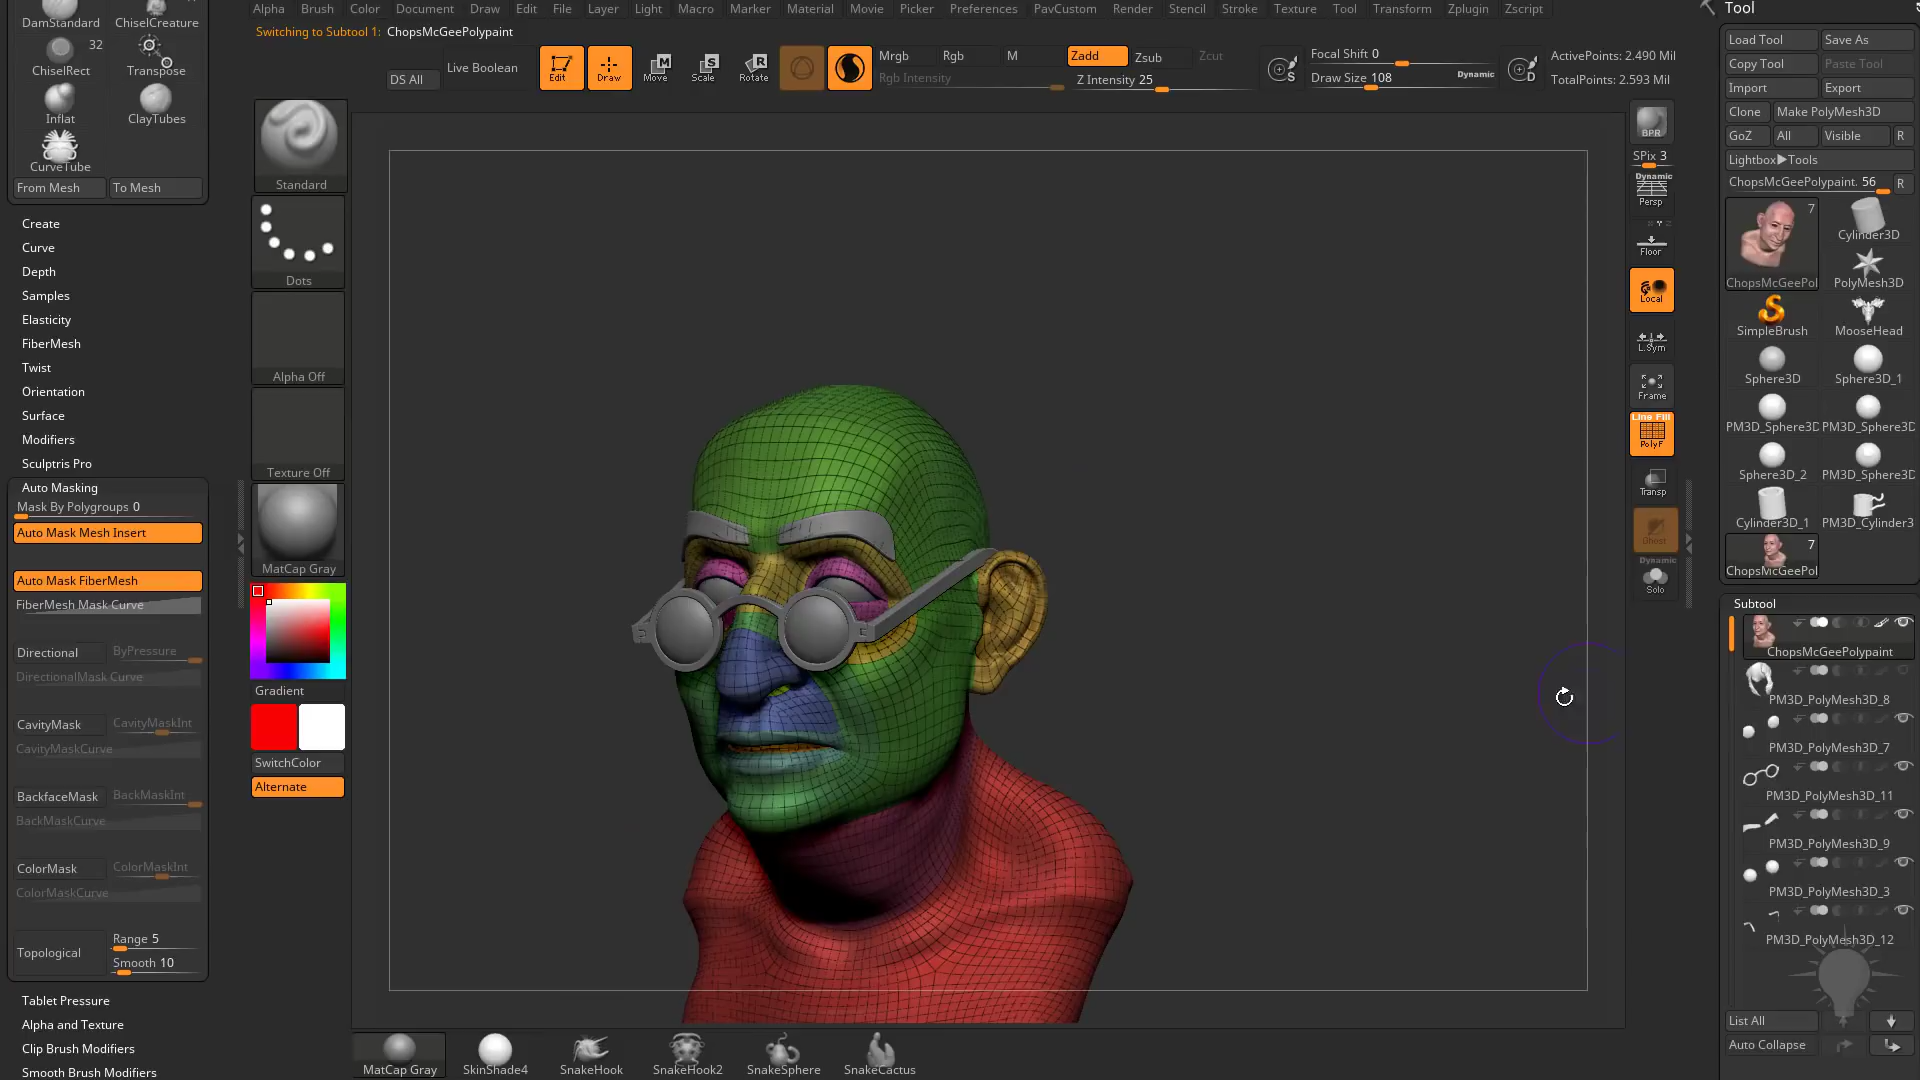 Alpha Brush Color Document Draw Edit File Layer Light Macro Marker Material Movie Picker Preferences PavCustom Render Stencil Stroke Texture Tool Transform Zplugin Zscript
Switching to Subtool 1: ChopsMcGeePolypaint
DS All
Live Boolean
Edit
Draw
Move
Scale
Rotate
Mrgb Rgb M
Rgb Intensity
Zadd Zsub Zcut
Z Intensity 25
Focal Shift 0
Draw Size 108
Dynamic
ActivePoints: 2.490 Mil
TotalPoints: 2.593 Mil
DamStandard ChiselCreature
32
ChiselRect Transpose
Inflat ClayTubes
CurveTube
From Mesh To Mesh
Create
Curve
Depth
Samples
Elasticity
FiberMesh
Twist
Orientation
Surface
Modifiers
Sculptris Pro
Auto Masking
Mask By Polygroups 0
Auto Mask Mesh Insert
Auto Mask FiberMesh
FiberMesh Mask Curve
Directional ByPressure
DirectionalMask Curve
CavityMask CavityMaskInt
CavityMaskCurve
BackfaceMask BackMaskInt
BackMaskCurve
ColorMask ColorMaskInt
ColorMaskCurve
Topological
Range 5
Smooth 10
Tablet Pressure
Alpha and Texture
Clip Brush Modifiers
Smooth Brush Modifiers
Standard
Dots
Alpha Off
Texture Off
MatCap Gray
Gradient
SwitchColor
Alternate
MatCap Gray SkinShade4 SnakeHook SnakeHook2 SnakeSphere SnakeCactus
BPR
SPix 3
Dynamic
Persp
Floor
Local
L.Sym
Frame
Line Fill
PolyF
Transp
Ghost
Dynamic
Solo
Tool
Load Tool Save As
Copy Tool Paste Tool
Import Export
Clone Make PolyMesh3D
GoZ All Visible R
Lightbox▶Tools
ChopsMcGeePolypaint. 56 R
7
ChopsMcGeePol
Cylinder3D
PolyMesh3D
SimpleBrush MooseHead
Sphere3D Sphere3D_1
PM3D_Sphere3D PM3D_Sphere3D
Sphere3D_2 PM3D_Sphere3D
Cylinder3D_1 PM3D_Cylinder3
7
ChopsMcGeePol
Subtool
ChopsMcGeePolypaint
PM3D_PolyMesh3D_8
PM3D_PolyMesh3D_7
PM3D_PolyMesh3D_11
PM3D_PolyMesh3D_9
PM3D_PolyMesh3D_3
PM3D_PolyMesh3D_12
List All
Auto Collapse